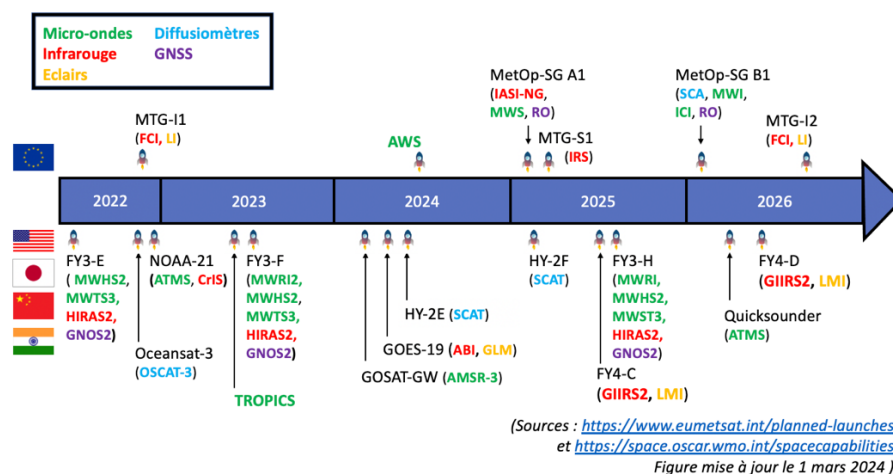 Micro-ondes Diffusiomètres
Infrarouge GNSS
Eclairs
MTG-I1
(FCI, LI)
AWS
MetOp-SG A1
(IASI-NG,
MWS, RO)
MTG-S1
(IRS)
MetOp-SG B1
(SCA, MWI,
ICI, RO)
MTG-I2
(FCI, LI)
2022 2023 2024 2025 2026
FY3-E
( MWHS2,
MWTS3,
HIRAS2,
GNOS2)
NOAA-21
(ATMS, CrIS)
Oceansat-3
(OSCAT-3)
FY3-F
(MWRI2,
MWHS2,
MWTS3,
HIRAS2,
GNOS2)
TROPICS
HY-2E (SCAT)
GOES-19 (ABI, GLM)
GOSAT-GW (AMSR-3)
HY-2F
(SCAT)
FY3-H
(MWRI,
MWHS2,
MWST3,
HIRAS2,
GNOS2)
FY4-C
(GIIRS2, LMI)
FY4-D
(GIIRS2, LMI)
Quicksounder
(ATMS)
(Sources : https://www.eumetsat.int/planned-launches
et https://space.oscar.wmo.int/spacecapabilities
Figure mise à jour le 1 mars 2024 )